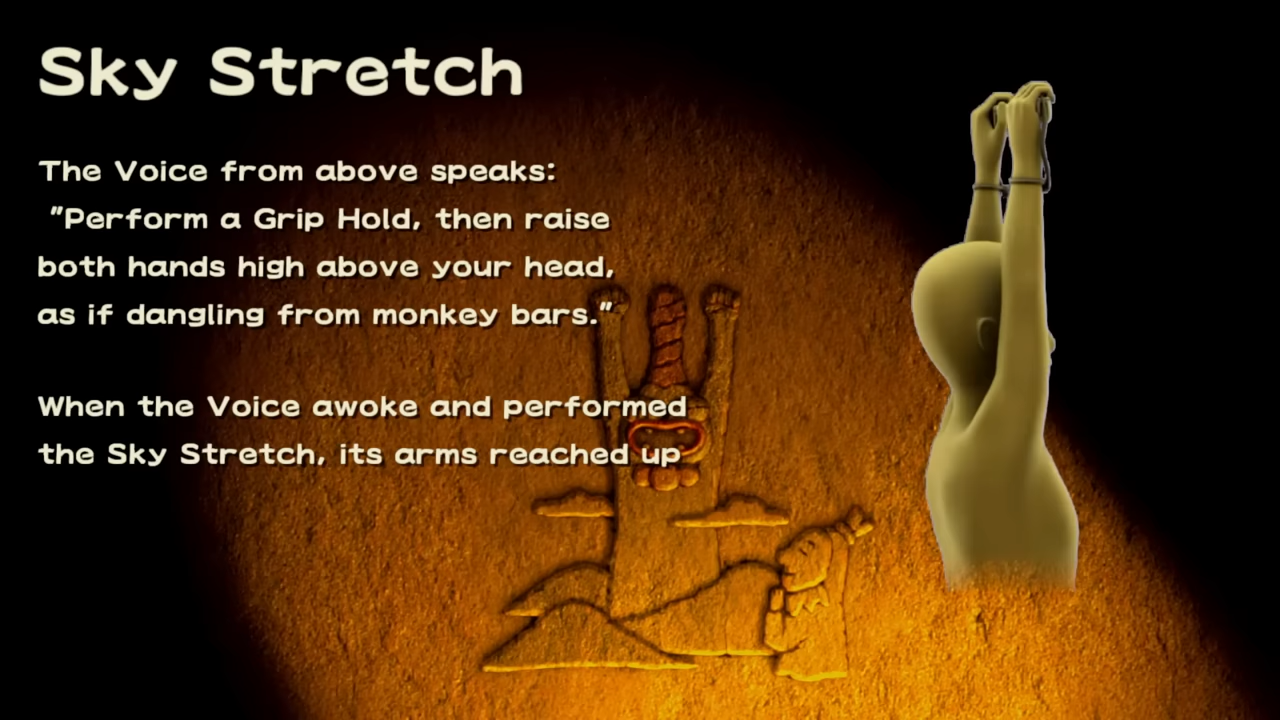 Sky Stretch
The Voice from above speaks:
"Perform a Grip Hold, then raise
both hands high above your head,
as if dangling from monkey bars."
When the Voice awoke and performed
the Sky Stretch, its arms reached up